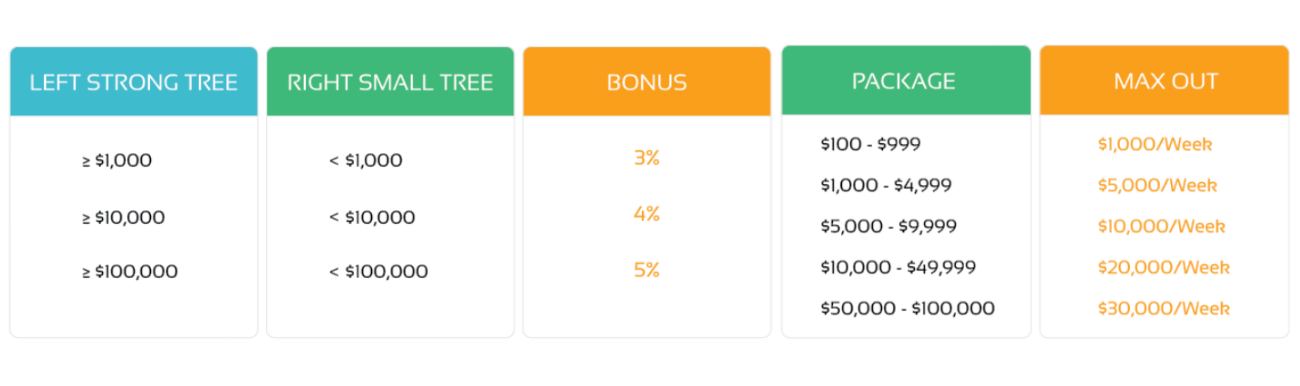 LEFT STRONG TREE RIGHT SMALL TREE BONUS PACKAGE MAX OUT
≥ $1,000 < $1,000 3%
≥ $10,000 < $10,000 4%
≥ $100,000 < $100,000 5%
$100 - $999 $1,000/Week
$1,000 - $4,999 $5,000/Week
$5,000 - $9,999 $10,000/Week
$10,000 - $49,999 $20,000/Week
$50,000 - $100,000 $30,000/Week